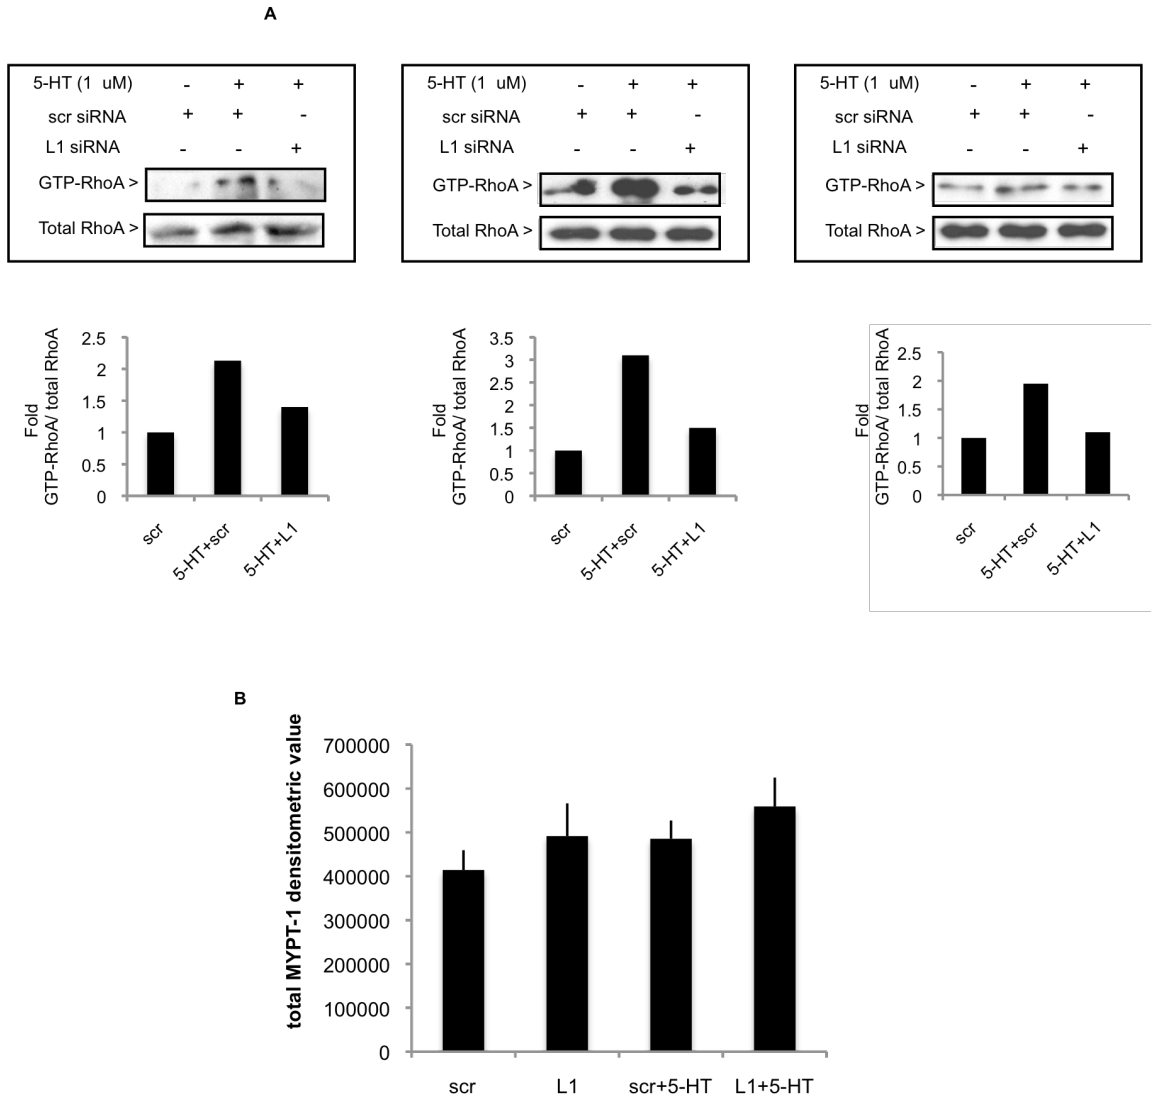 A
5-HT (1 uM) - + +
scr siRNA + + -
L1 siRNA - - +
GTP-RhoA >
Total RhoA >
5-HT (1 uM) - + +
scr siRNA + + -
L1 siRNA - - +
GTP-RhoA >
Total RhoA >
5-HT (1 uM) - + +
scr siRNA + + -
L1 siRNA - - +
GTP-RhoA >
Total RhoA >
Fold
GTP-RhoA/ total RhoA
2.5
2
1.5
1
0.5
0
scr
5-HT+scr
5-HT+L1
Fold
GTP-RhoA/ total RhoA
3.5
3
2.5
2
1.5
1
0.5
0
scr
5-HT+scr
5-HT+L1
Fold
GTP-RhoA/ total RhoA
2.5
2
1.5
1
0.5
0
scr
5-HT+scr
5-HT+L1
B
total MYPT-1 densitometric value
700000
600000
500000
400000
300000
200000
100000
0
scr L1 scr+5-HT L1+5-HT